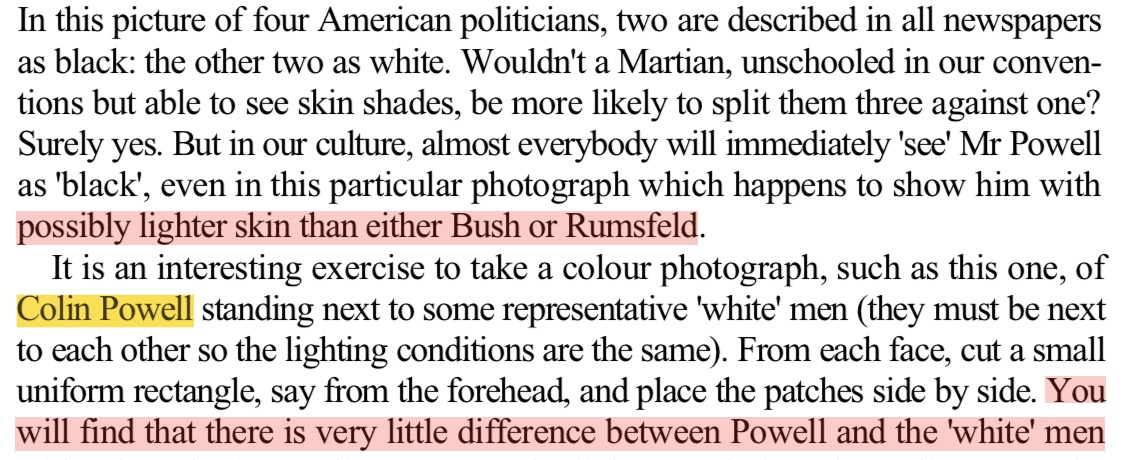 In this picture of four American politicians, two are described in all newspapers
as black: the other two as white. Wouldn't a Martian, unschooled in our conven-
tions but able to see skin shades, be more likely to split them three against one?
Surely yes. But in our culture, almost everybody will immediately 'see' Mr Powell
as 'black', even in this particular photograph which happens to show him with
possibly lighter skin than either Bush or Rumsfeld.
It is an interesting exercise to take a colour photograph, such as this one, of
Colin Powell standing next to some representative 'white' men (they must be next
to each other so the lighting conditions are the same). From each face, cut a small
uniform rectangle, say from the forehead, and place the patches side by side. You
will find that there is very little difference between Powell and the 'white' men